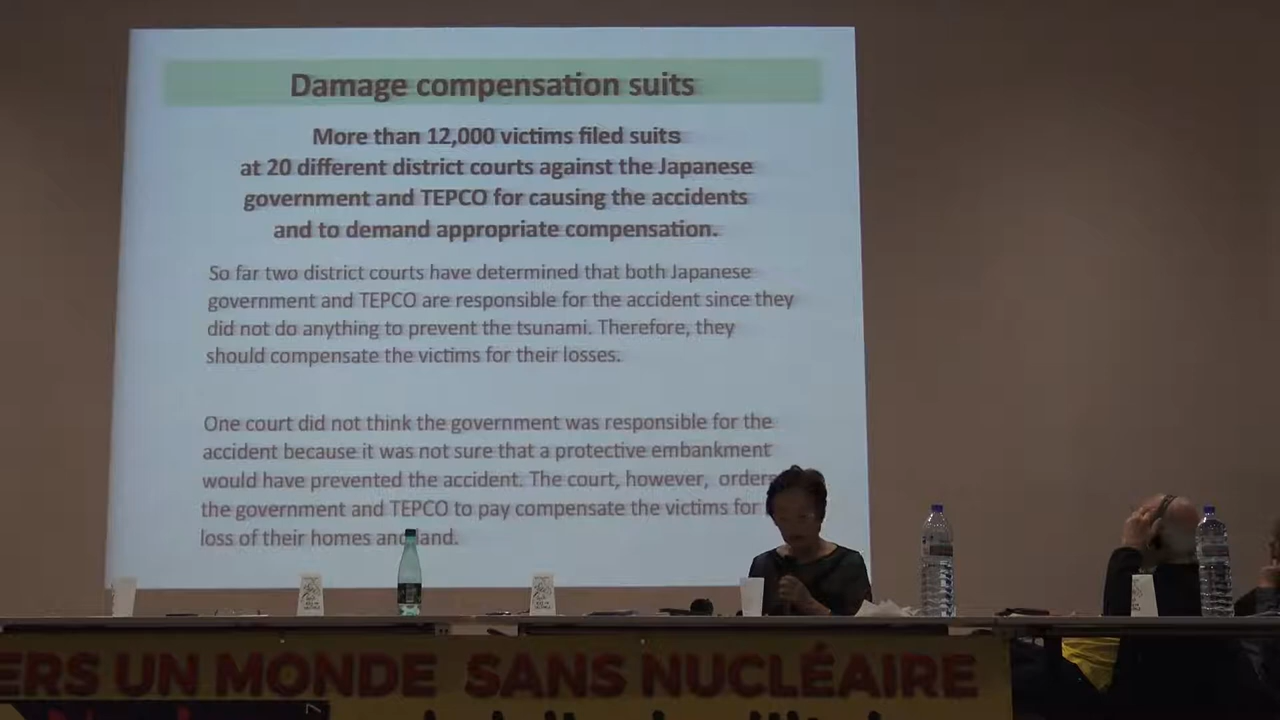 Damage compensation suits
More than 12,000 victims filed suits
at 20 different district courts against the Japanese
government and TEPCO for causing the accidents
and to demand appropriate compensation.
So far two district courts have determined that both Japanese
government and TEPCO are responsible for the accident since they
did not do anything to prevent the tsunami. Therefore, they
should compensate the victims for their losses.
One court did not think the government was responsible for the
accident because it was not sure that a protective embankment
would have prevented the accident. The court, however, orders
the government and TEPCO to pay compensate the victims for
loss of their homes and land.
ERS UN MONDE SANS NUCLÉAIRE